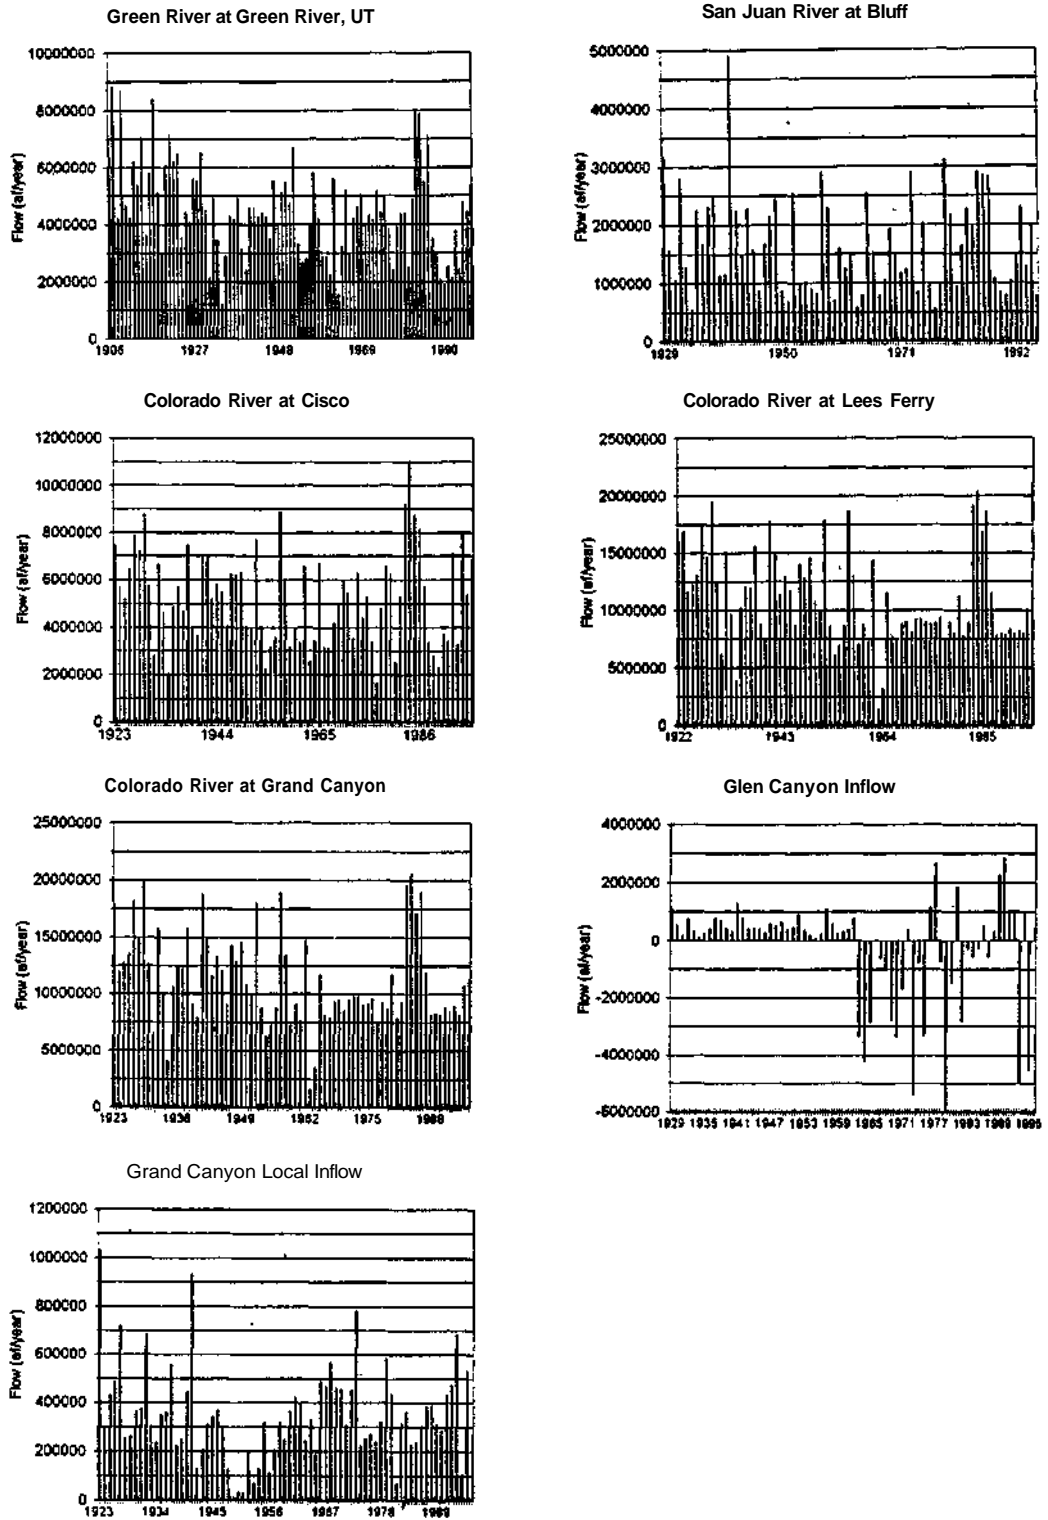 Green River at Green River, UT
Flow (af/year)
10000000
8000000
6000000
4000000
2000000
0
1905 1927 1948 1969 1990
San Juan River at Bluff
Flow (af/year)
5000000
4000000
3000000
2000000
1000000
0
1929 1950 1971 1992
Colorado River at Cisco
Flow (af/year)
12000000
10000000
8000000
6000000
4000000
2000000
0
1923 1944 1965 1986
Colorado River at Lees Ferry
Flow (af/year)
25000000
20000000
15000000
10000000
5000000
0
1922 1943 1964 1985
Colorado River at Grand Canyon
Flow (af/year)
25000000
20000000
15000000
10000000
5000000
0
1923 1936 1949 1962 1975 1988
Glen Canyon Inflow
Flow (af/year)
4000000
2000000
0
-2000000
-4000000
-6000000
1929 1935 1941 1947 1953 1959 1965 1971 1977 1983 1989 1995
Grand Canyon Local Inflow
Flow (af/year)
1200000
1000000
800000
600000
400000
200000
0
1923 1934 1945 1956 1967 1978 1989